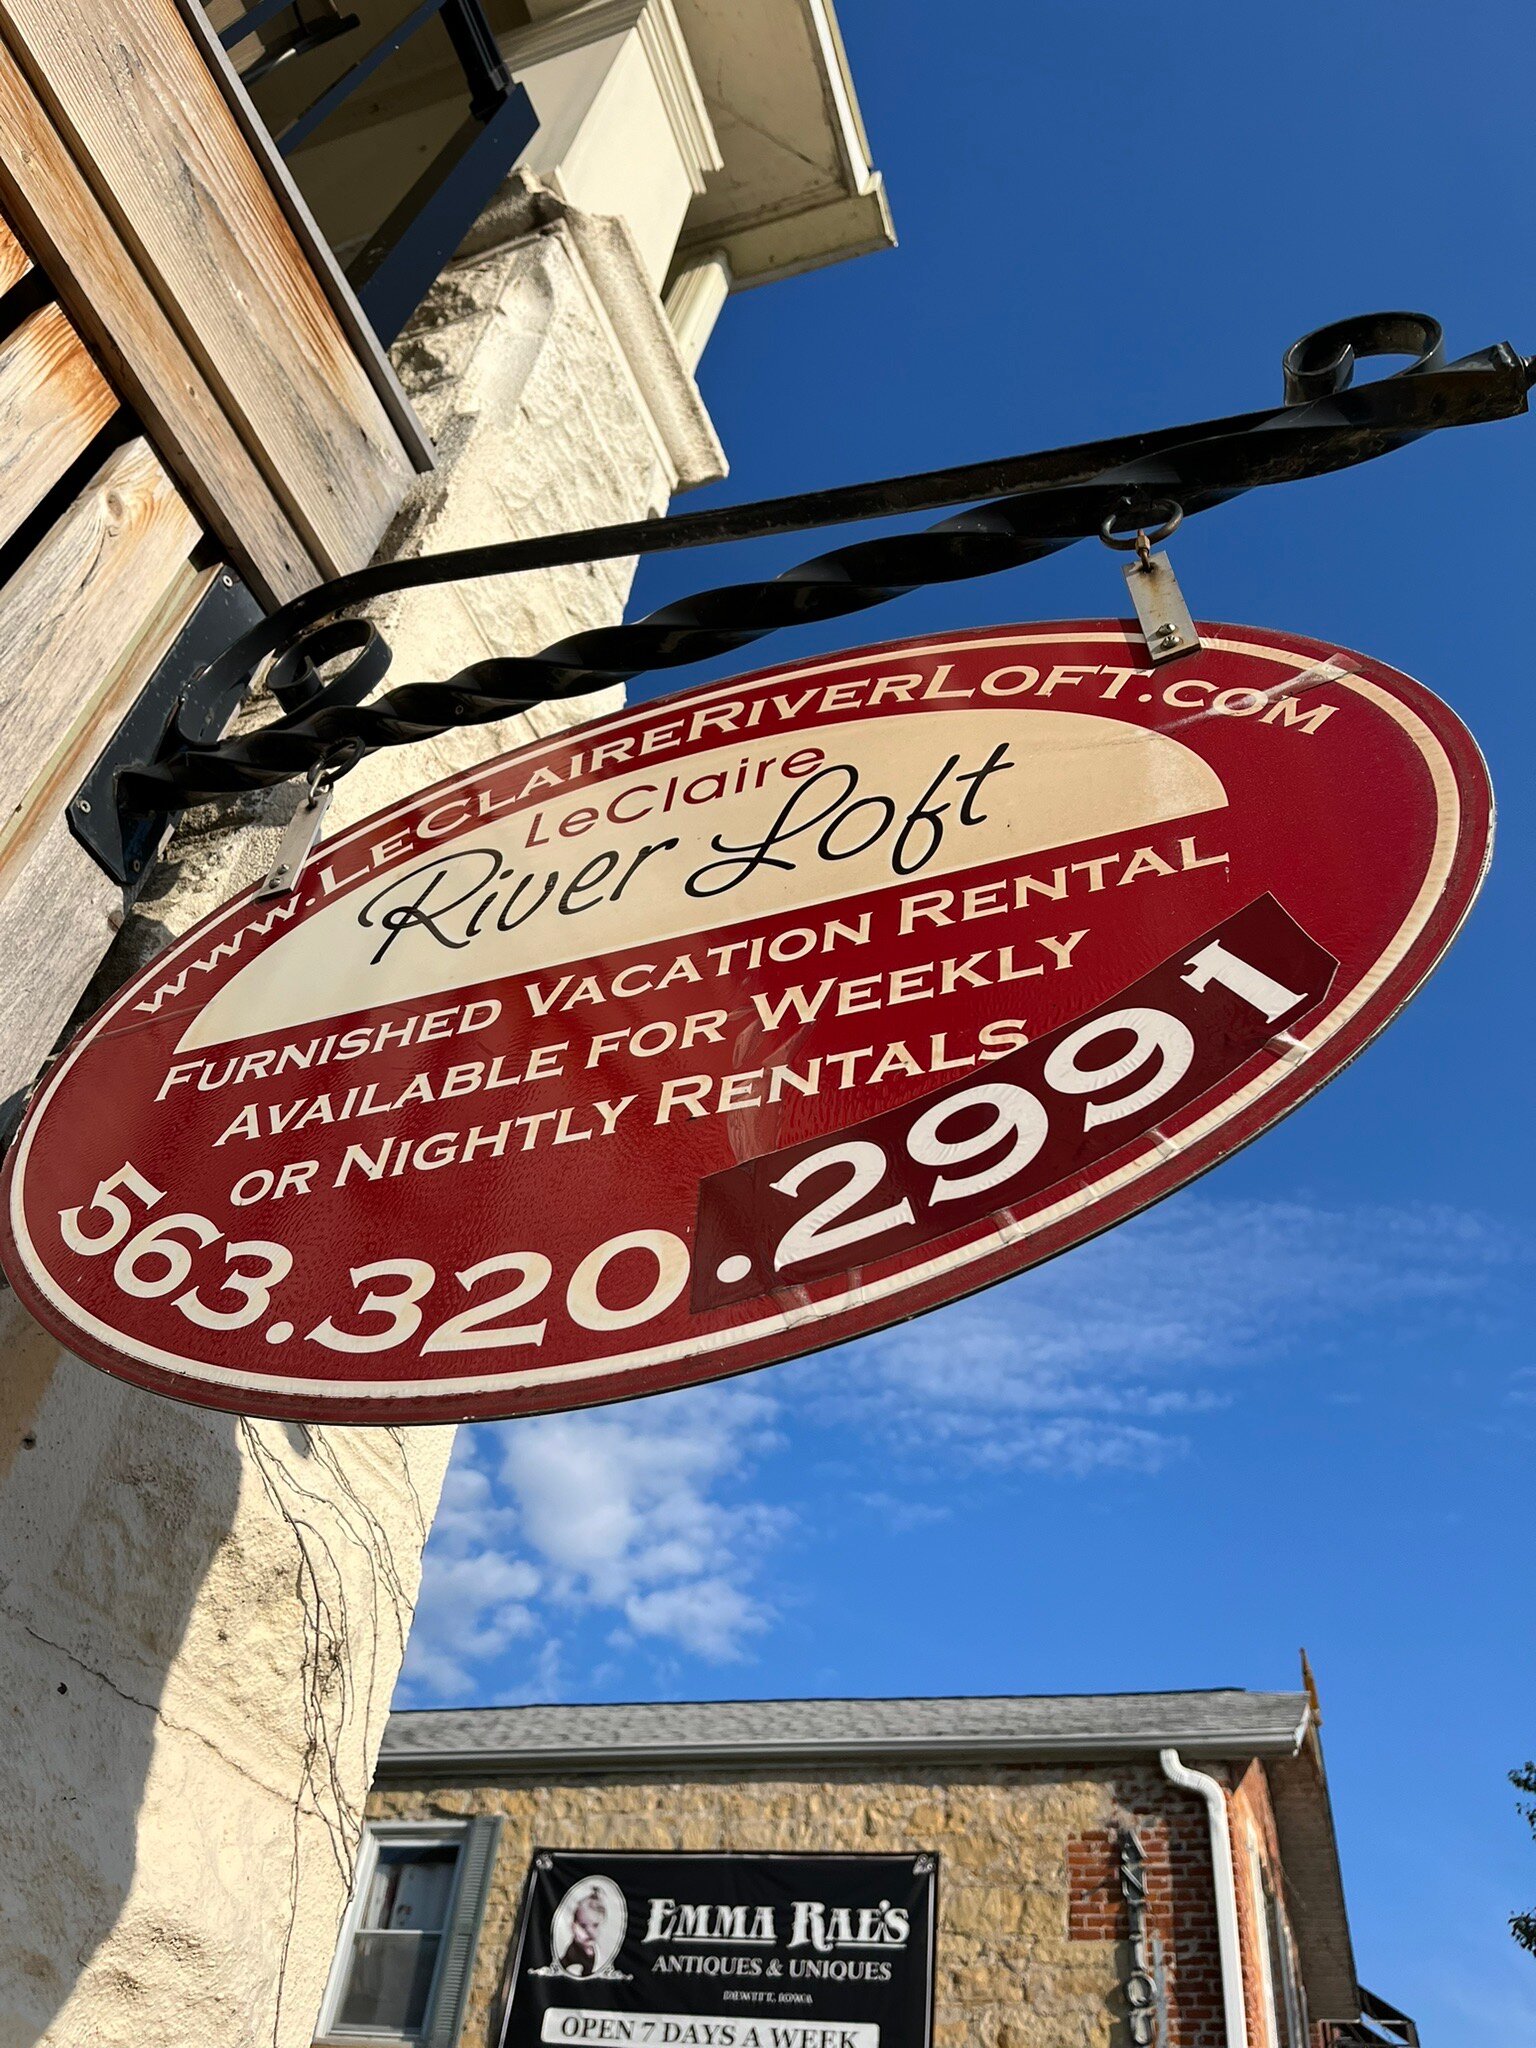 www.LeClaireRiverLoft.com
LeClaire
River Loft
Furnished Vacation Rental
Available for Weekly
or Nightly Rentals
563.320.2991
Emma Rae's
Antiques & Uniques
DeWitt, Iowa
OPEN 7 DAYS A WEEK